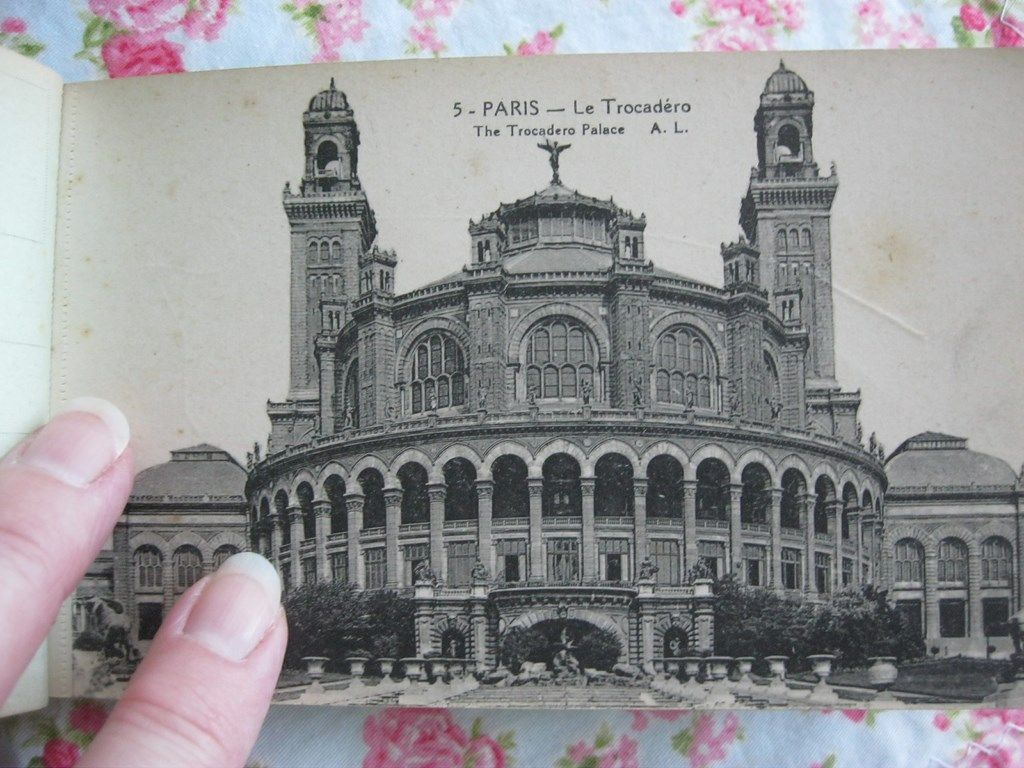 5 - PARIS — Le Trocadéro
The Trocadero Palace A. L.